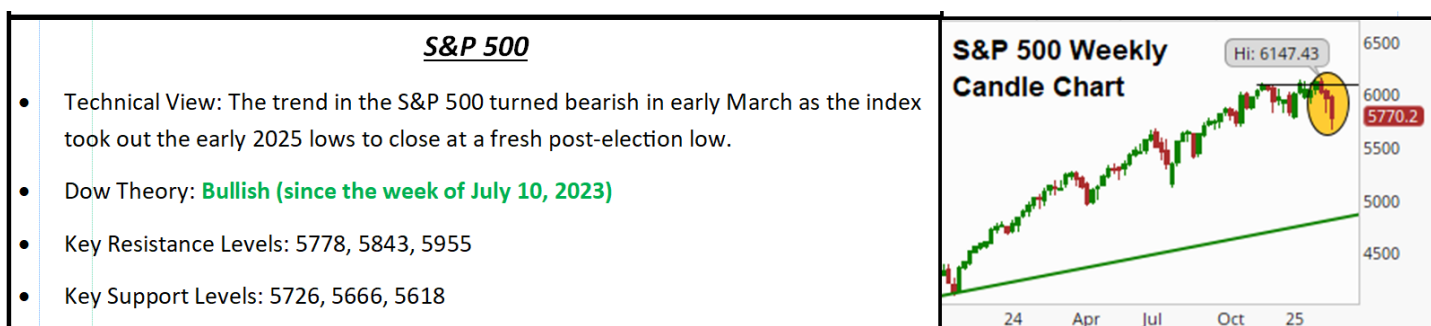 S&P 500
• Technical View: The trend in the S&P 500 turned bearish in early March as the index
took out the early 2025 lows to close at a fresh post-election low.
• Dow Theory: Bullish (since the week of July 10, 2023)
• Key Resistance Levels: 5778, 5843, 5955
• Key Support Levels: 5726, 5666, 5618
S&P 500 Weekly
Candle Chart
Hi: 6147.43
6500
6000
5770.2
5500
5000
4500
24 Apr Jul Oct 25